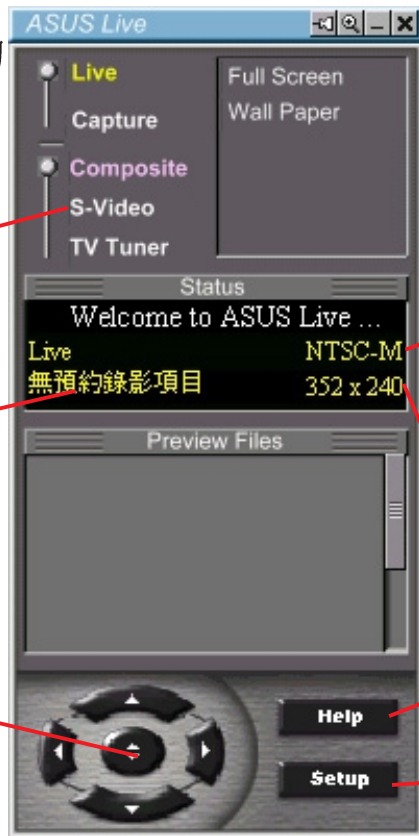 ASUS Live
Live
Capture
Composite
S-Video
TV Tuner
Full Screen
Wall Paper
Status
Welcome to ASUS Live ...
Live NTSC-M
無預約錄影項目 352 x 240
Preview Files
Help
Setup